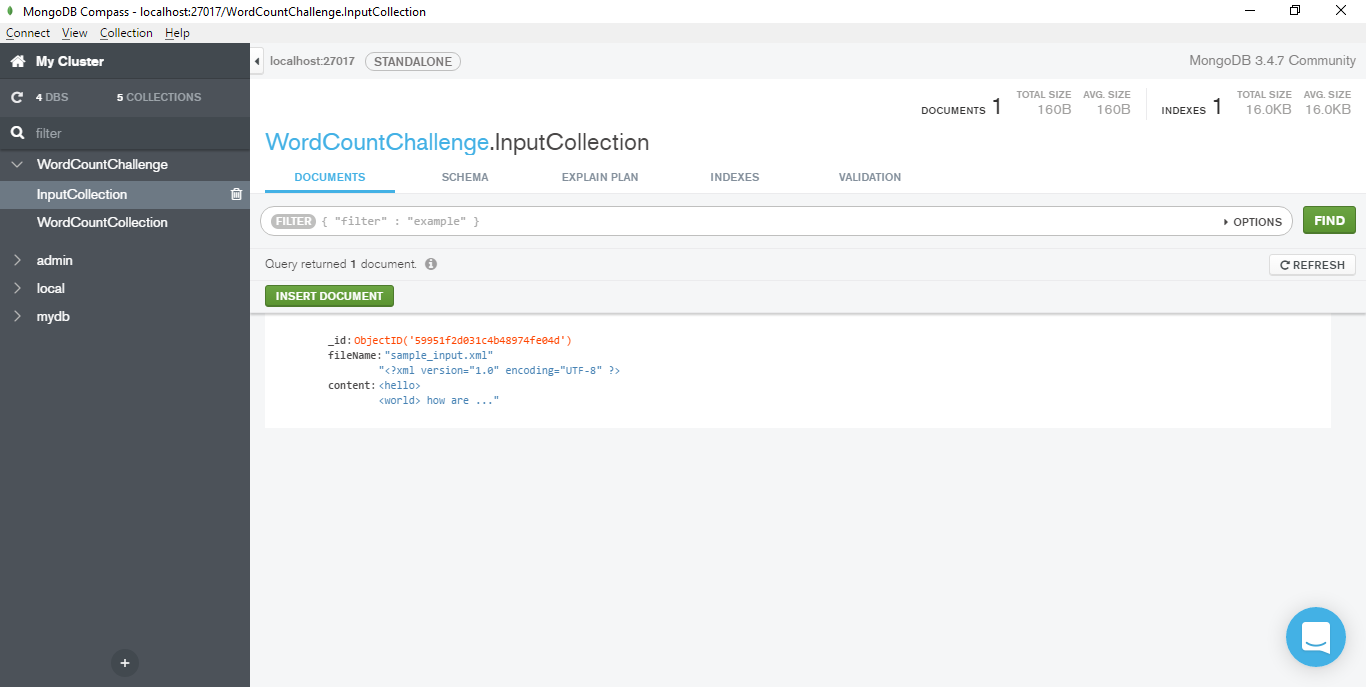 MongoDB Compass - localhost:27017/WordCountChallenge.InputCollection
Connect View Collection Help
My Cluster
localhost:27017 STANDALONE
MongoDB 3.4.7 Community
4 DBS 5 COLLECTIONS
DOCUMENTS 1 TOTAL SIZE 160B AVG. SIZE 160B INDEXES 1 TOTAL SIZE 16.0KB AVG. SIZE 16.0KB
filter
WordCountChallenge.InputCollection
WordCountChallenge
InputCollection
WordCountCollection
admin
local
mydb
DOCUMENTS SCHEMA EXPLAIN PLAN INDEXES VALIDATION
FILTER { "filter" : "example" } OPTIONS FIND
Query returned 1 document. REFRESH
INSERT DOCUMENT
_id: ObjectID('59951f2d031c4b48974fe04d')
fileName: "sample_input.xml"
"<?xml version="1.0" encoding="UTF-8" ?>
content: <hello>
<world> how are ..."